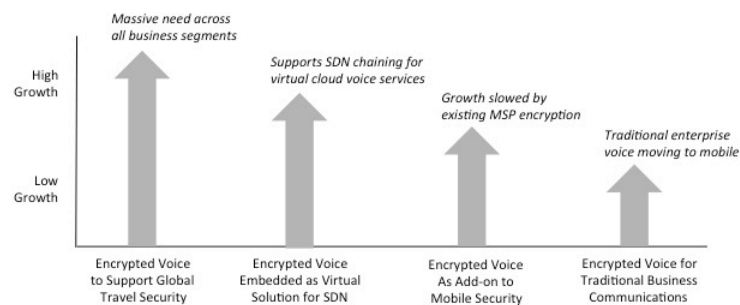 Massive need across
all business segments
Supports SDN chaining for
virtual cloud voice services
Growth slowed by
existing MSP encryption
Traditional enterprise
voice moving to mobile
High
Growth
Low
Growth
Encrypted Voice
to Support Global
Travel Security
Encrypted Voice
Embedded as Virtual
Solution for SDN
Encrypted Voice
As Add-on to
Mobile Security
Encrypted Voice for
Traditional Business
Communications